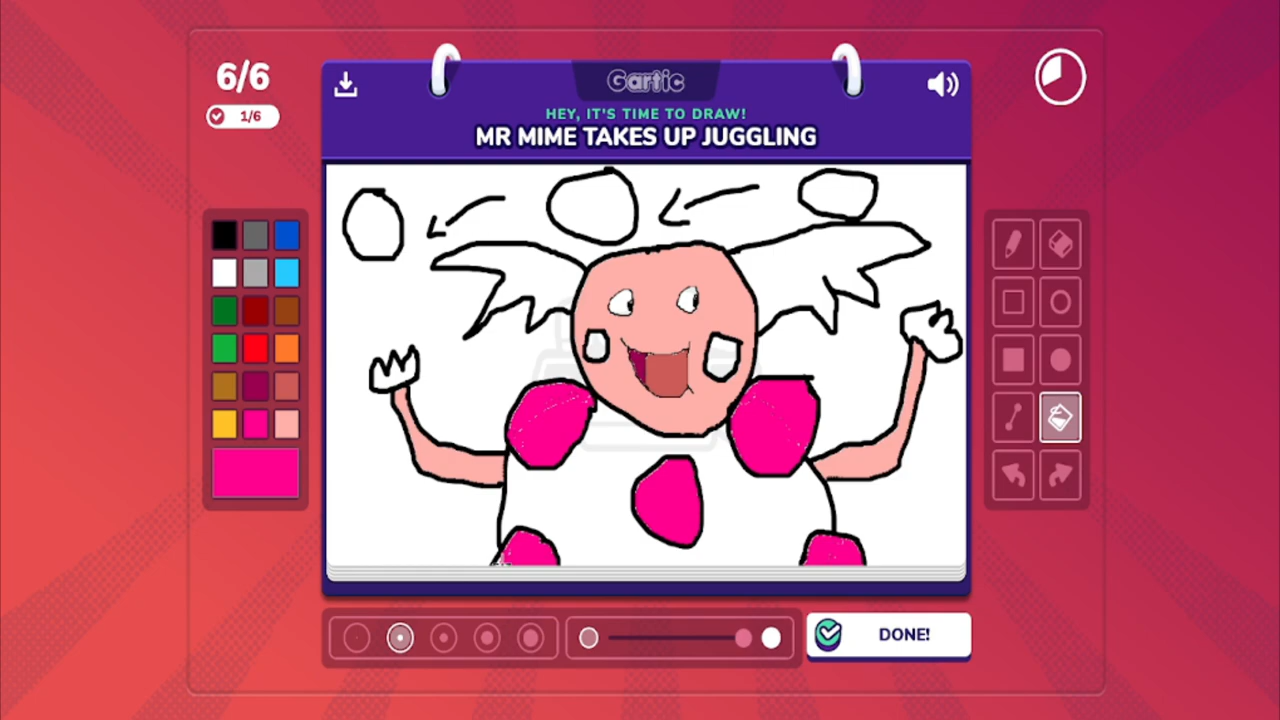 6/6
1/6
Gartic
HEY, IT'S TIME TO DRAW!
MR MIME TAKES UP JUGGLING
DONE!